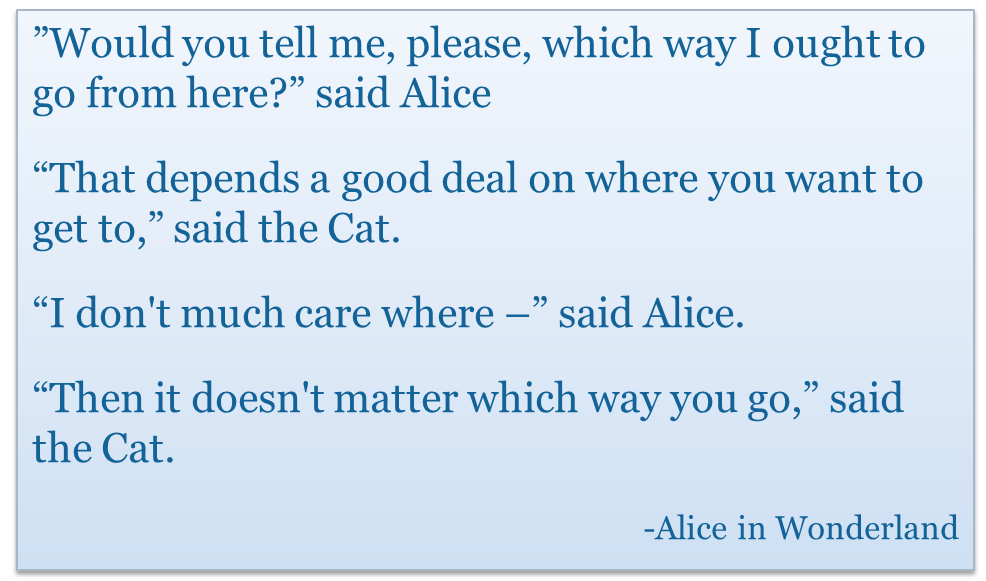 ”Would you tell me, please, which way I ought to
go from here?” said Alice
“That depends a good deal on where you want to
get to,” said the Cat.
“I don't much care where –” said Alice.
“Then it doesn't matter which way you go,” said
the Cat.
-Alice in Wonderland